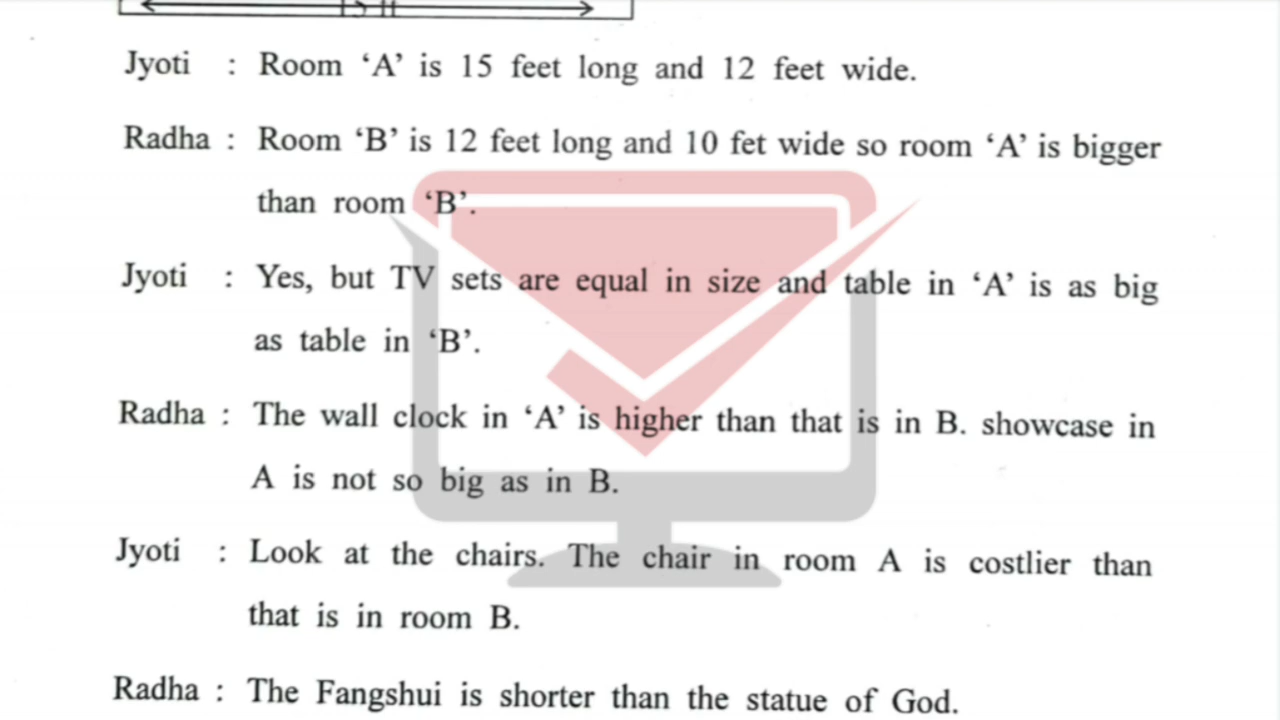 15 ft
Jyoti : Room ‘A’ is 15 feet long and 12 feet wide.
Radha : Room ‘B’ is 12 feet long and 10 fet wide so room ‘A’ is bigger
than room ‘B’.
Jyoti : Yes, but TV sets are equal in size and table in ‘A’ is as big
as table in ‘B’.
Radha : The wall clock in ‘A’ is higher than that is in B. showcase in
A is not so big as in B.
Jyoti : Look at the chairs. The chair in room A is costlier than
that is in room B.
Radha : The Fangshui is shorter than the statue of God.